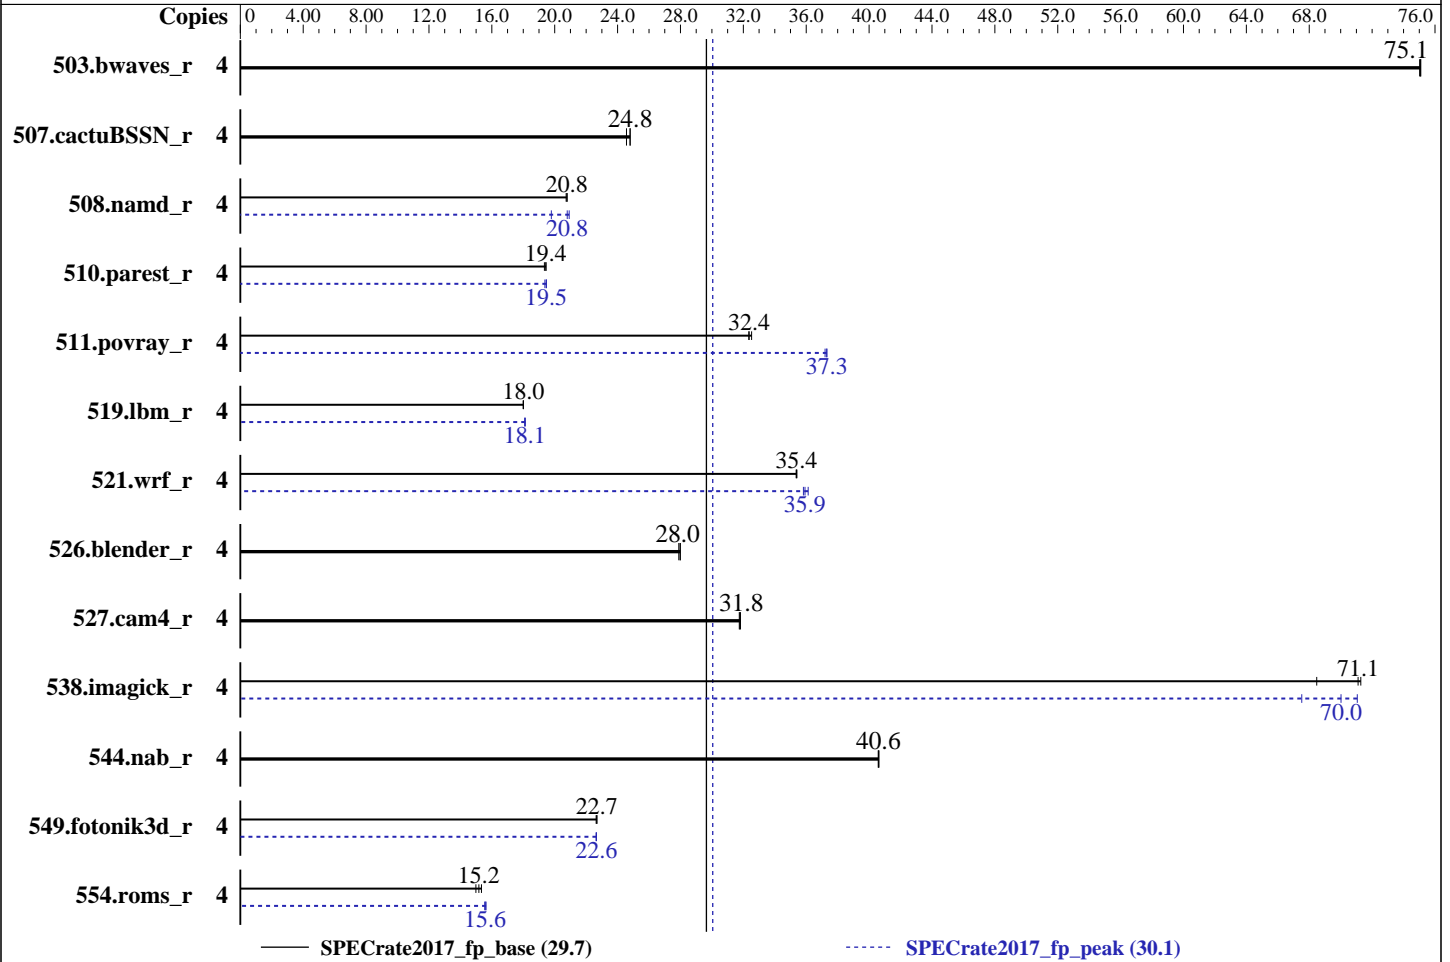 Copies 0 4.00 8.00 12.0 16.0 20.0 24.0 28.0 32.0 36.0 40.0 44.0 48.0 52.0 56.0 60.0 64.0 68.0 76.0
503.bwaves_r 4 75.1
507.cactuBSSN_r 4 24.8
508.namd_r 4 20.8
20.8
510.parest_r 4 19.4
19.5
511.povray_r 4 32.4
37.3
519.lbm_r 4 18.0
18.1
521.wrf_r 4 35.4
35.9
526.blender_r 4 28.0
527.cam4_r 4 31.8
538.imagick_r 4 71.1
70.0
544.nab_r 4 40.6
549.fotonik3d_r 4 22.7
22.6
554.roms_r 4 15.2
15.6
SPECrate2017_fp_base (29.7) SPECrate2017_fp_peak (30.1)